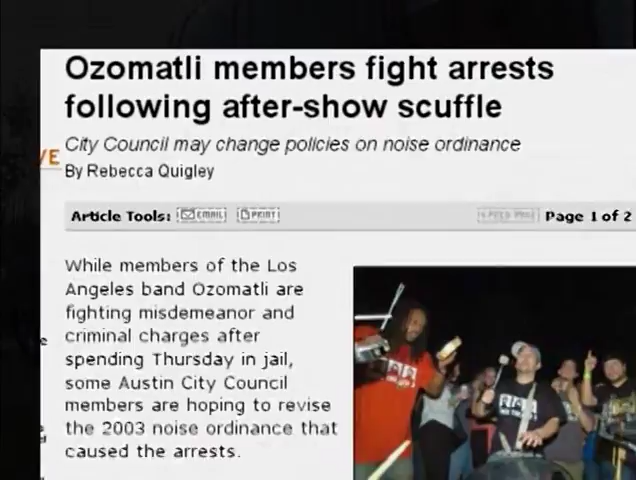 Ozomatli members fight arrests
following after-show scuffle
City Council may change policies on noise ordinance
VE
By Rebecca Quigley
Article Tools: EMAIL PRINT Page 1 of 2
While members of the Los
Angeles band Ozomatli are
fighting misdemeanor and
criminal charges after
spending Thursday in jail,
some Austin City Council
members are hoping to revise
the 2003 noise ordinance that
caused the arrests.